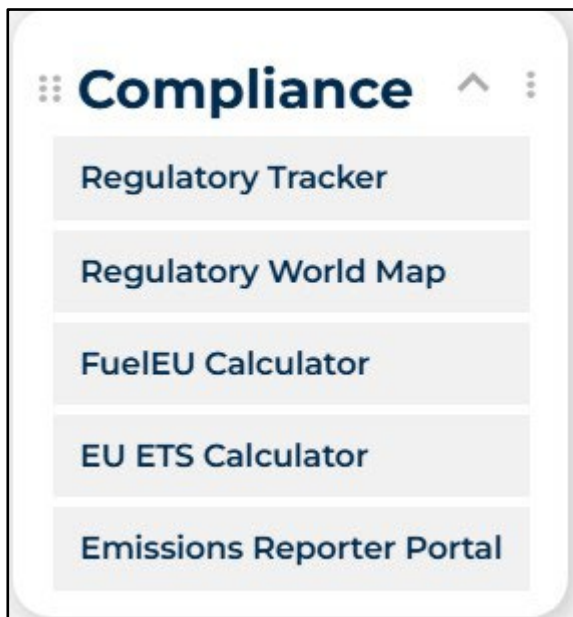 Compliance
Regulatory Tracker
Regulatory World Map
FuelEU Calculator
EU ETS Calculator
Emissions Reporter Portal